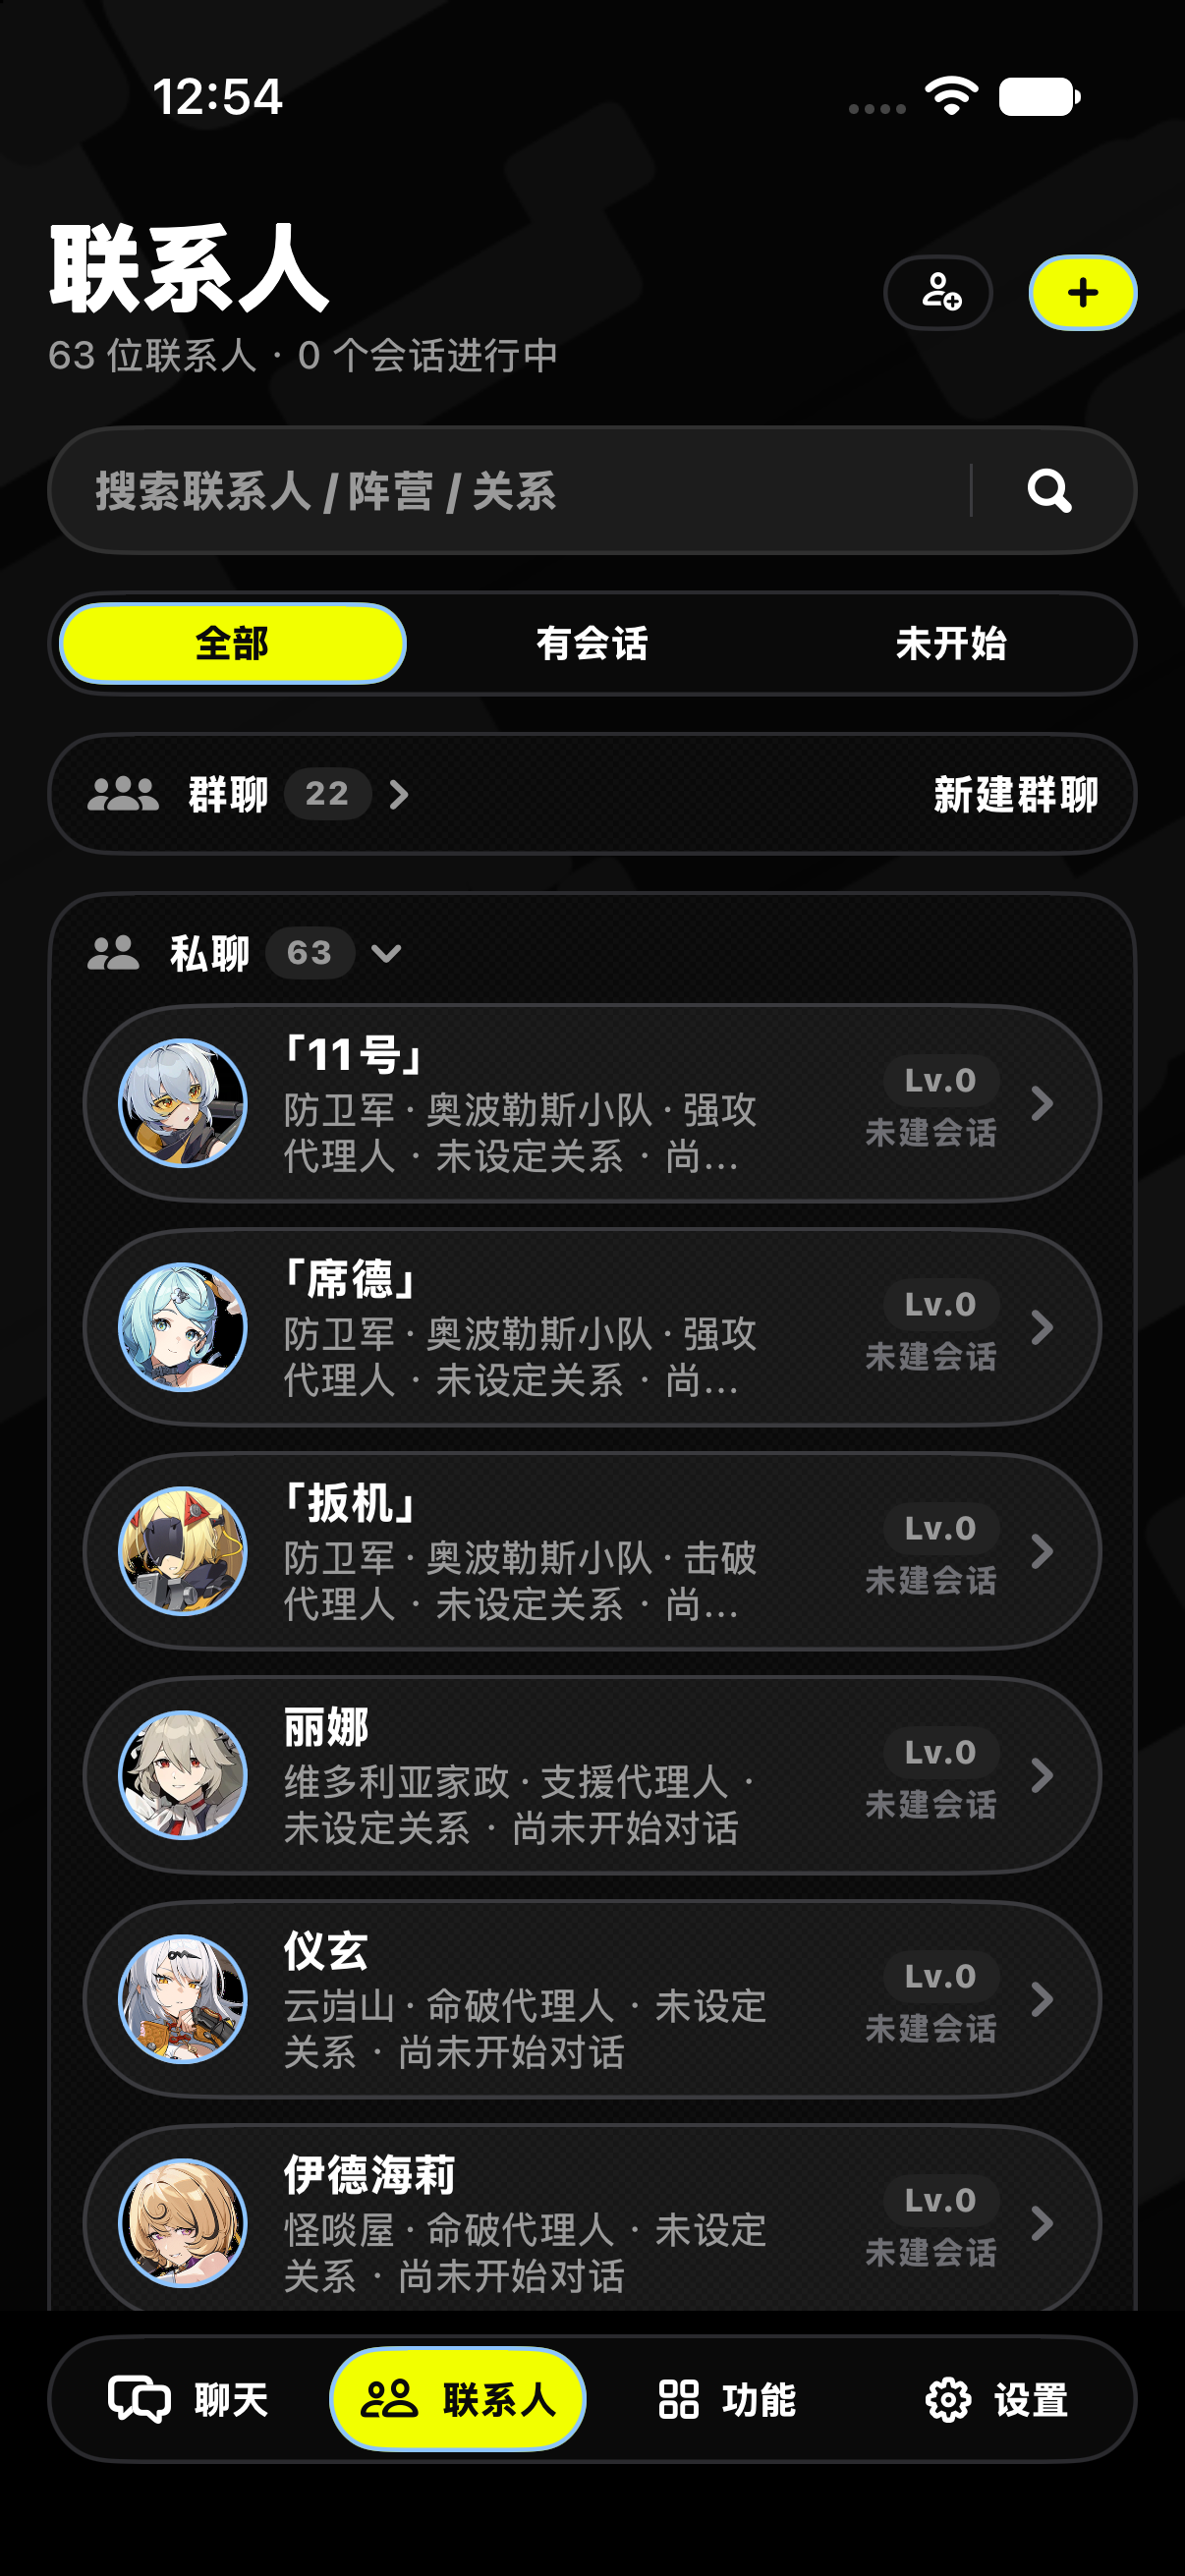 12:54
联系人
63 位联系人 · 0 个会话进行中
搜索联系人 / 阵营 / 关系
全部
有会话
未开始
群聊 22
新建群聊
私聊 63
「11号」
防卫军 · 奥波勒斯小队 · 强攻
代理人 · 未设定关系 · 尚...
Lv.0
未建会话
「席德」
防卫军 · 奥波勒斯小队 · 强攻
代理人 · 未设定关系 · 尚...
Lv.0
未建会话
「扳机」
防卫军 · 奥波勒斯小队 · 击破
代理人 · 未设定关系 · 尚...
Lv.0
未建会话
丽娜
维多利亚家政 · 支援代理人 ·
未设定关系 · 尚未开始对话
Lv.0
未建会话
仪玄
云岿山 · 命破代理人 · 未设定
关系 · 尚未开始对话
Lv.0
未建会话
伊德海莉
怪啖屋 · 命破代理人 · 未设定
关系 · 尚未开始对话
Lv.0
未建会话
聊天
联系人
功能
设置